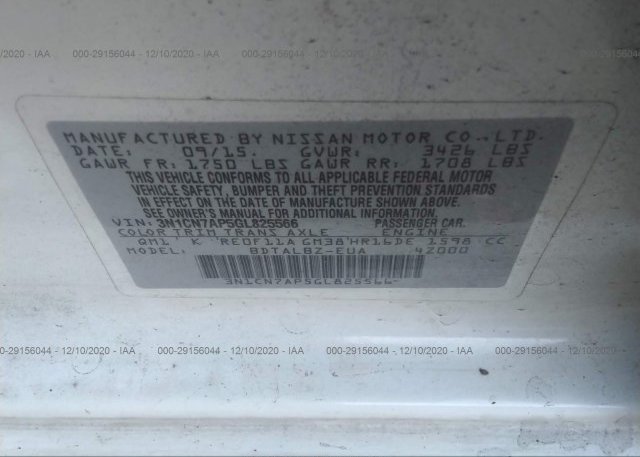 12/10/2020 - IAA 000-29156044 - 12/10/2020 - IAA 000-29156044 - 12/10/2020 - IAA 000-29156044 - 12/10/2020
MANUFACTURED BY NISSAN MOTOR CO., LTD.
DATE: 09/15. GVWR: 3426 LBS
GAWR FR: 1750 LBS GAWR RR: 1708 LBS
THIS VEHICLE CONFORMS TO ALL APPLICABLE FEDERAL MOTOR
VEHICLE SAFETY, BUMPER AND THEFT PREVENTION STANDARDS
IN EFFECT ON THE DATE OF MANUFACTURE SHOWN ABOVE.
SEE OWNER'S MANUAL FOR ADDITIONAL INFORMATION
VIN: 3N1CN7AP5GL825566 PASSENGER CAR.
COLOR TRIM TRANS AXLE ENGINE
QM1 K RE0F11A GM38 HR16DE 1598 CC
MODEL: BDTALBZ-EUA 42000
3N1CN7AP5GL825566
000-29156044 - 12/10/2020 - IAA 000-29156044 - 12/10/2020 - IAA 000-29156044 - 12/10/2020 - IAA